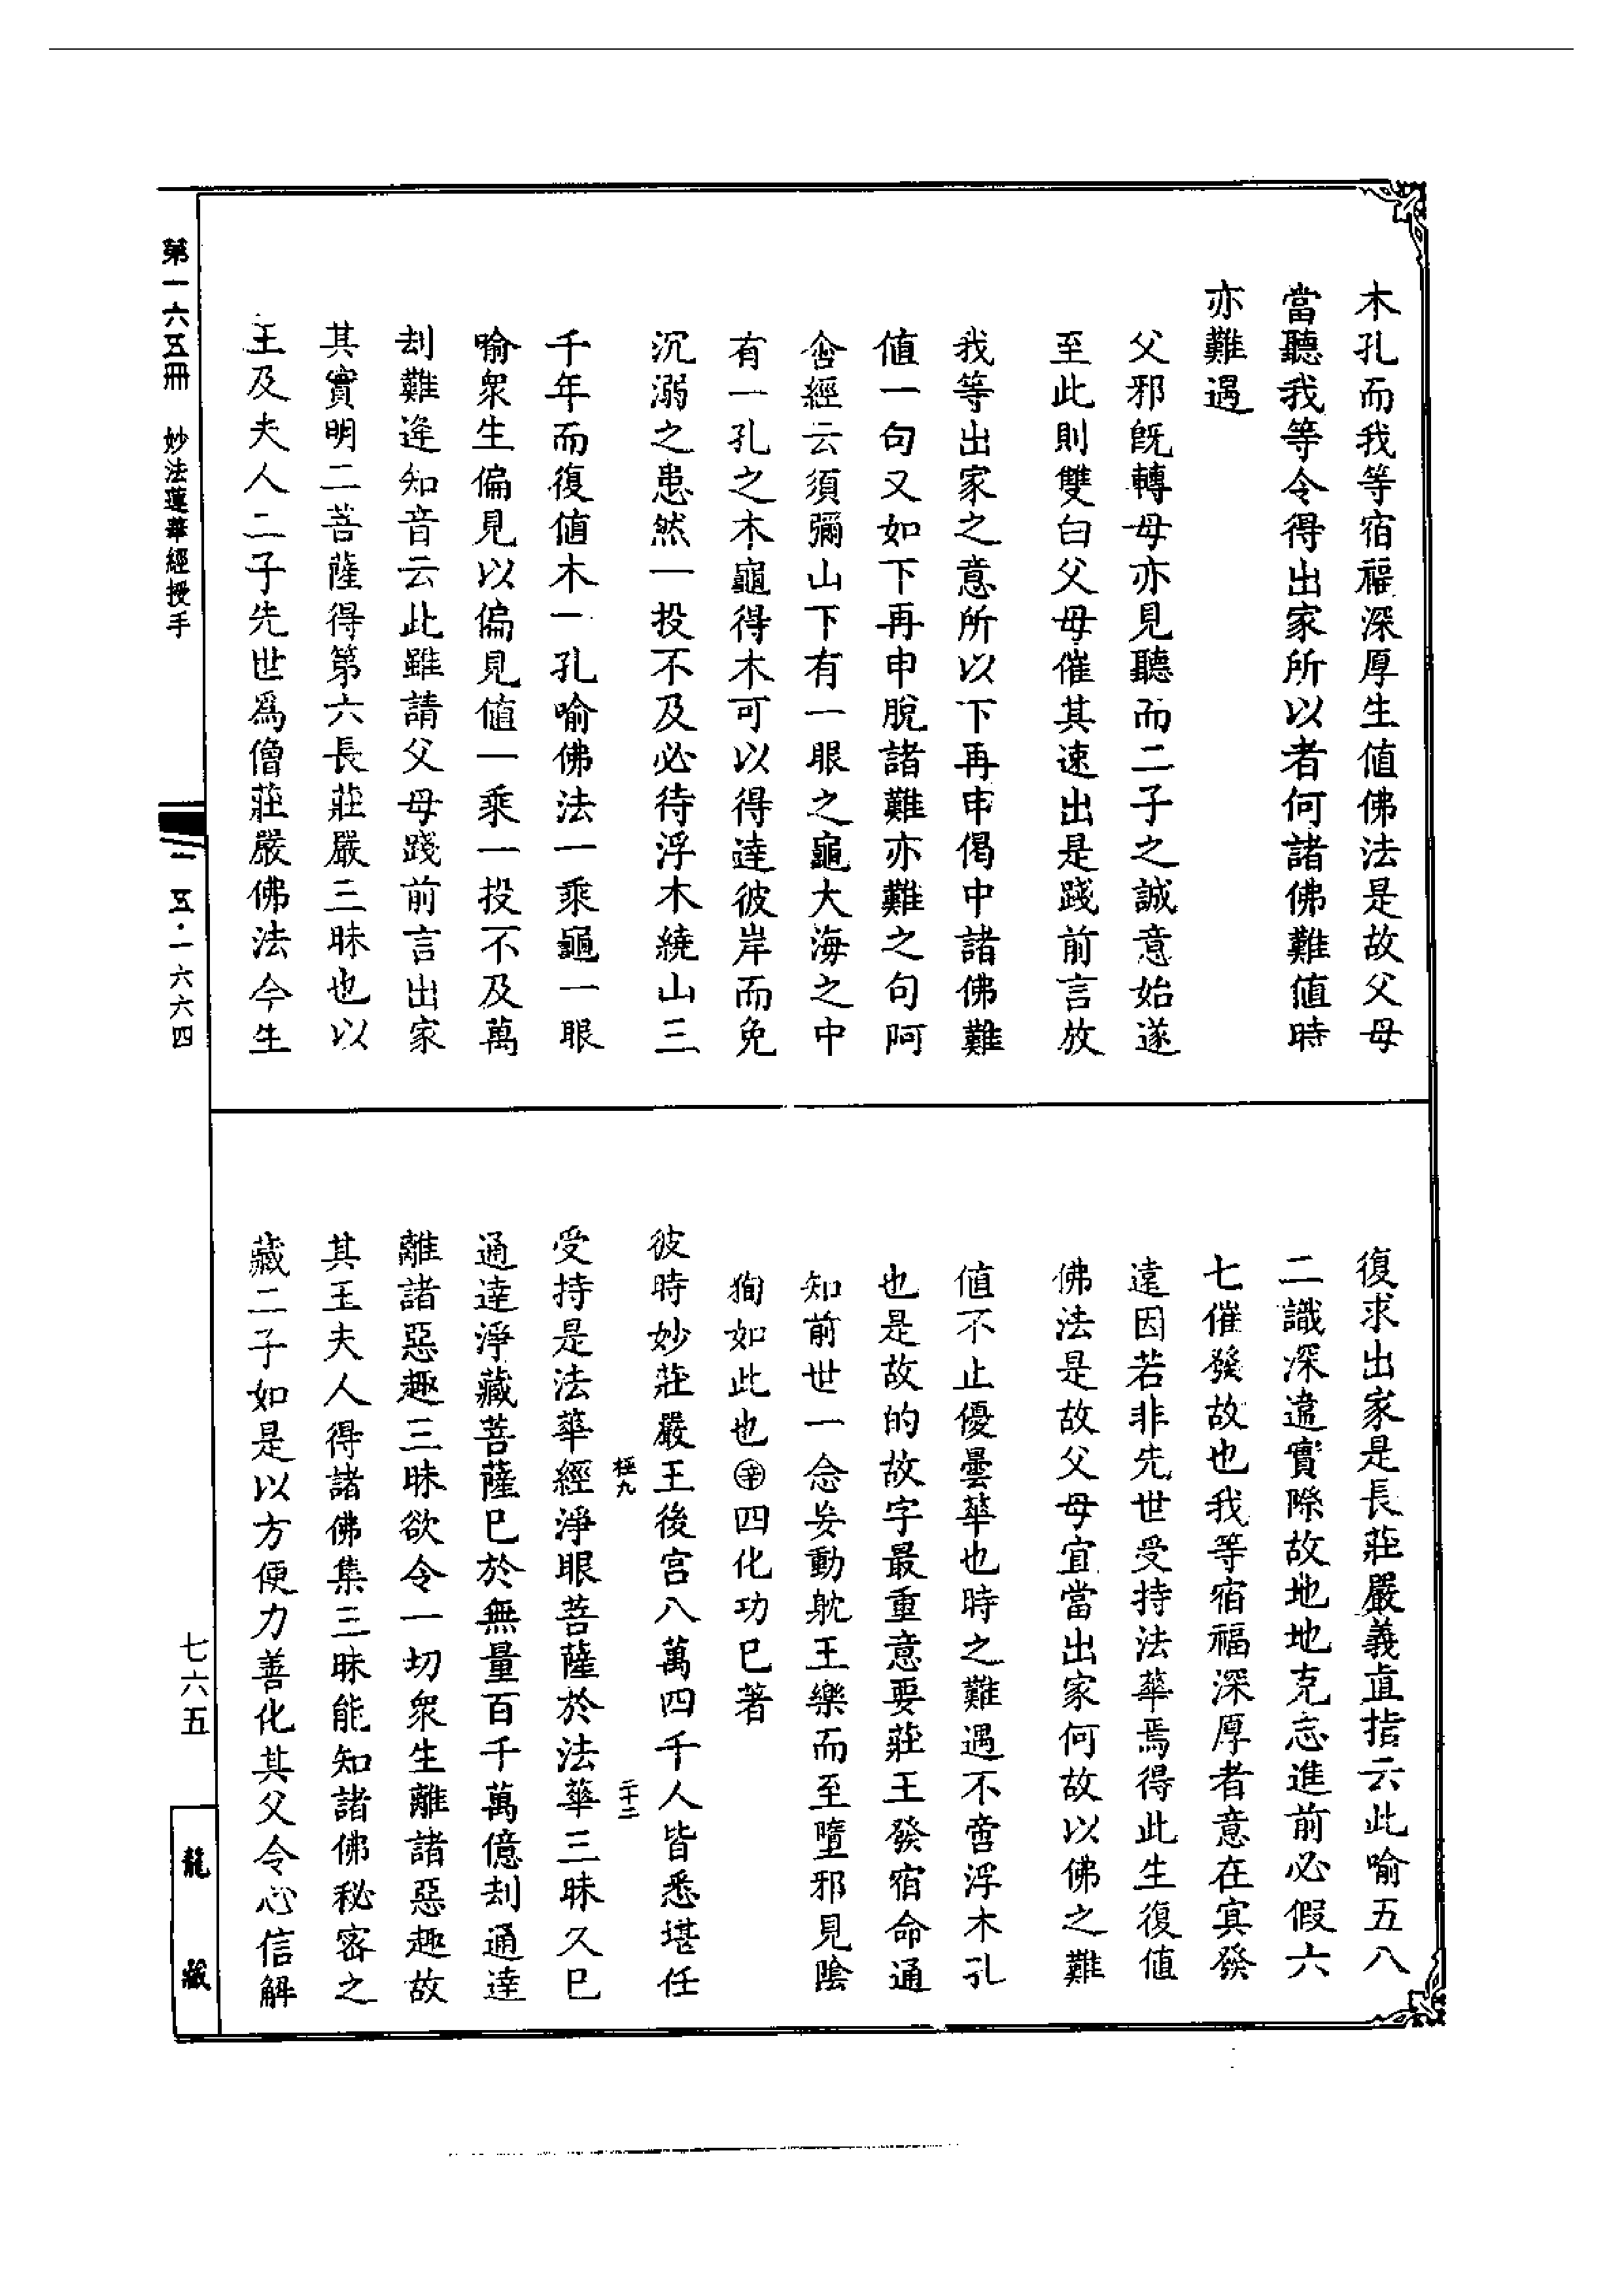 木孔而我等宿福深厚生值佛法是故父母
當聽我等令得出家所以者何諸佛難值時
亦難遇
父邪旣轉母亦見聽而二子之誠意始遂
至此則雙白父母催其速出是踐前言放
我等出家之意所以下再申偈中諸佛難
值一句又如下再申脫諸難亦難之句阿
含經云須彌山下有一眼之龜大海之中
有一孔之木龜得木可以得達彼岸而免
沉溺之患然一投不及必待浮木繞山三
千年而復值木一孔喻佛法一乘龜一眼
喻衆生偏見以偏見值一乘一投不及萬
刦難逢知音云此雖請父母踐前言出家
其實明二菩薩得第六長莊嚴三昧也以
王及夫人二子先世爲僧莊嚴佛法今生
復求出家是長莊嚴義直指云此喻五八
二識深違實際故地地克忘進前必假六
七催發故也我等宿福深厚者意在寘發
遠因若非先世受持法華焉得此生復值
佛法是故父母宜當出家何故以佛之難
值不止優曇華也時之難遇不啻浮木孔
也是故的故字最重意要莊王發宿命通
知前世一念妄動躭王樂而至墮邪見陰
狥如此也㊛四化功已著
彼時妙莊嚴王後宮八萬四千人皆悉堪任
極九
二十二
受持是法華經淨眼菩薩於法華三昧久已
通達淨藏菩薩已於無量百千萬億刦通達
離諸惡趣三昧欲令一切衆生離諸惡趣故
其王夫人得諸佛集三昧能知諸佛秘密之
藏二子如是以方便力善化其父令心信解
第一六五冊 妙法蓮華經授手
一五·一六六四
七六五
龍藏